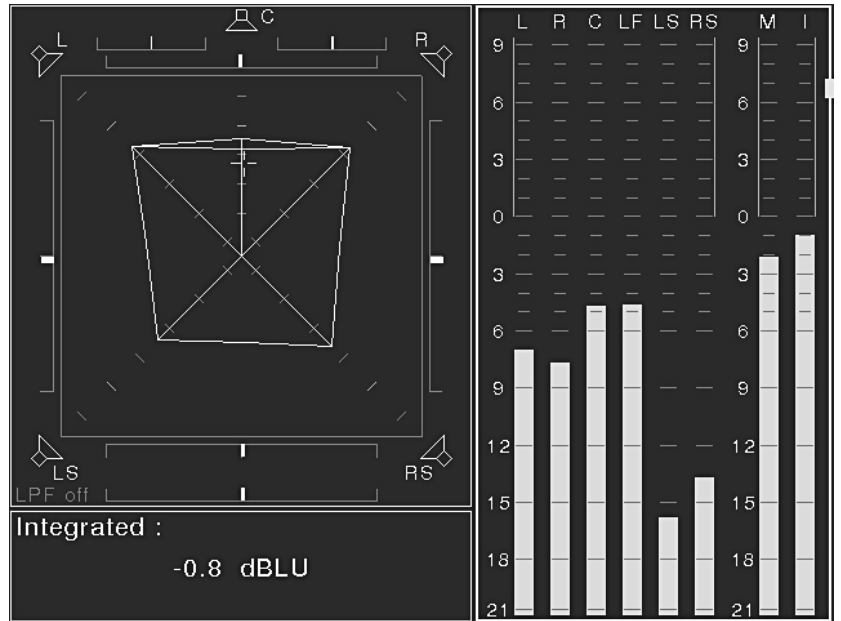 C
L R
LS RS
LPF off
Integrated :
-0.8 dBLU
L R C LF LS RS M I
9 9
6 6
3 3
0 0
3 3
6 6
9 9
12 12
15 15
18 18
21 21